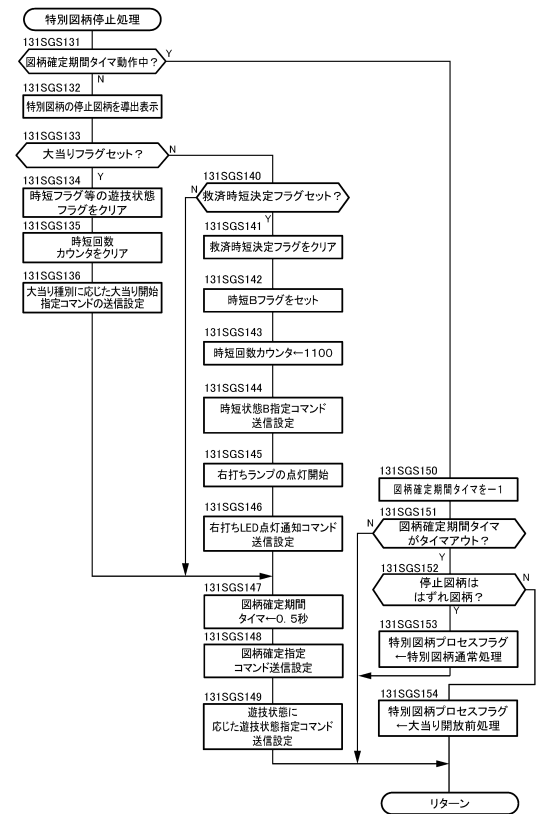 特別図柄停止処理
131SGS131
図柄確定期間タイマ動作中？
Y
N
131SGS132
特別図柄の停止図柄を導出表示
131SGS133
大当りフラグセット？
N
Y
131SGS134
時短フラグ等の遊技状態
フラグをクリア
131SGS135
時短回数
カウンタをクリア
131SGS136
大当り種別に応じた大当り開始
指定コマンドの送信設定
131SGS140
N
救済時短決定フラグセット？
Y
131SGS141
救済時短決定フラグをクリア
131SGS142
時短Bフラグをセット
131SGS143
時短回数カウンタ←1100
131SGS144
時短状態B指定コマンド
送信設定
131SGS145
右打ちランプの点灯開始
131SGS146
右打ちLED点灯通知コマンド
送信設定
131SGS147
図柄確定期間
タイマ←0．5秒
131SGS148
図柄確定指定
コマンド送信設定
131SGS149
遊技状態に
応じた遊技状態指定コマンド
送信設定
131SGS150
図柄確定期間タイマをー1
131SGS151
N
図柄確定期間タイマ
がタイマアウト？
Y
131SGS152
停止図柄は
はずれ図柄？
N
Y
131SGS153
特別図柄プロセスフラグ
←特別図柄通常処理
131SGS154
特別図柄プロセスフラグ
←大当り開放前処理
リターン